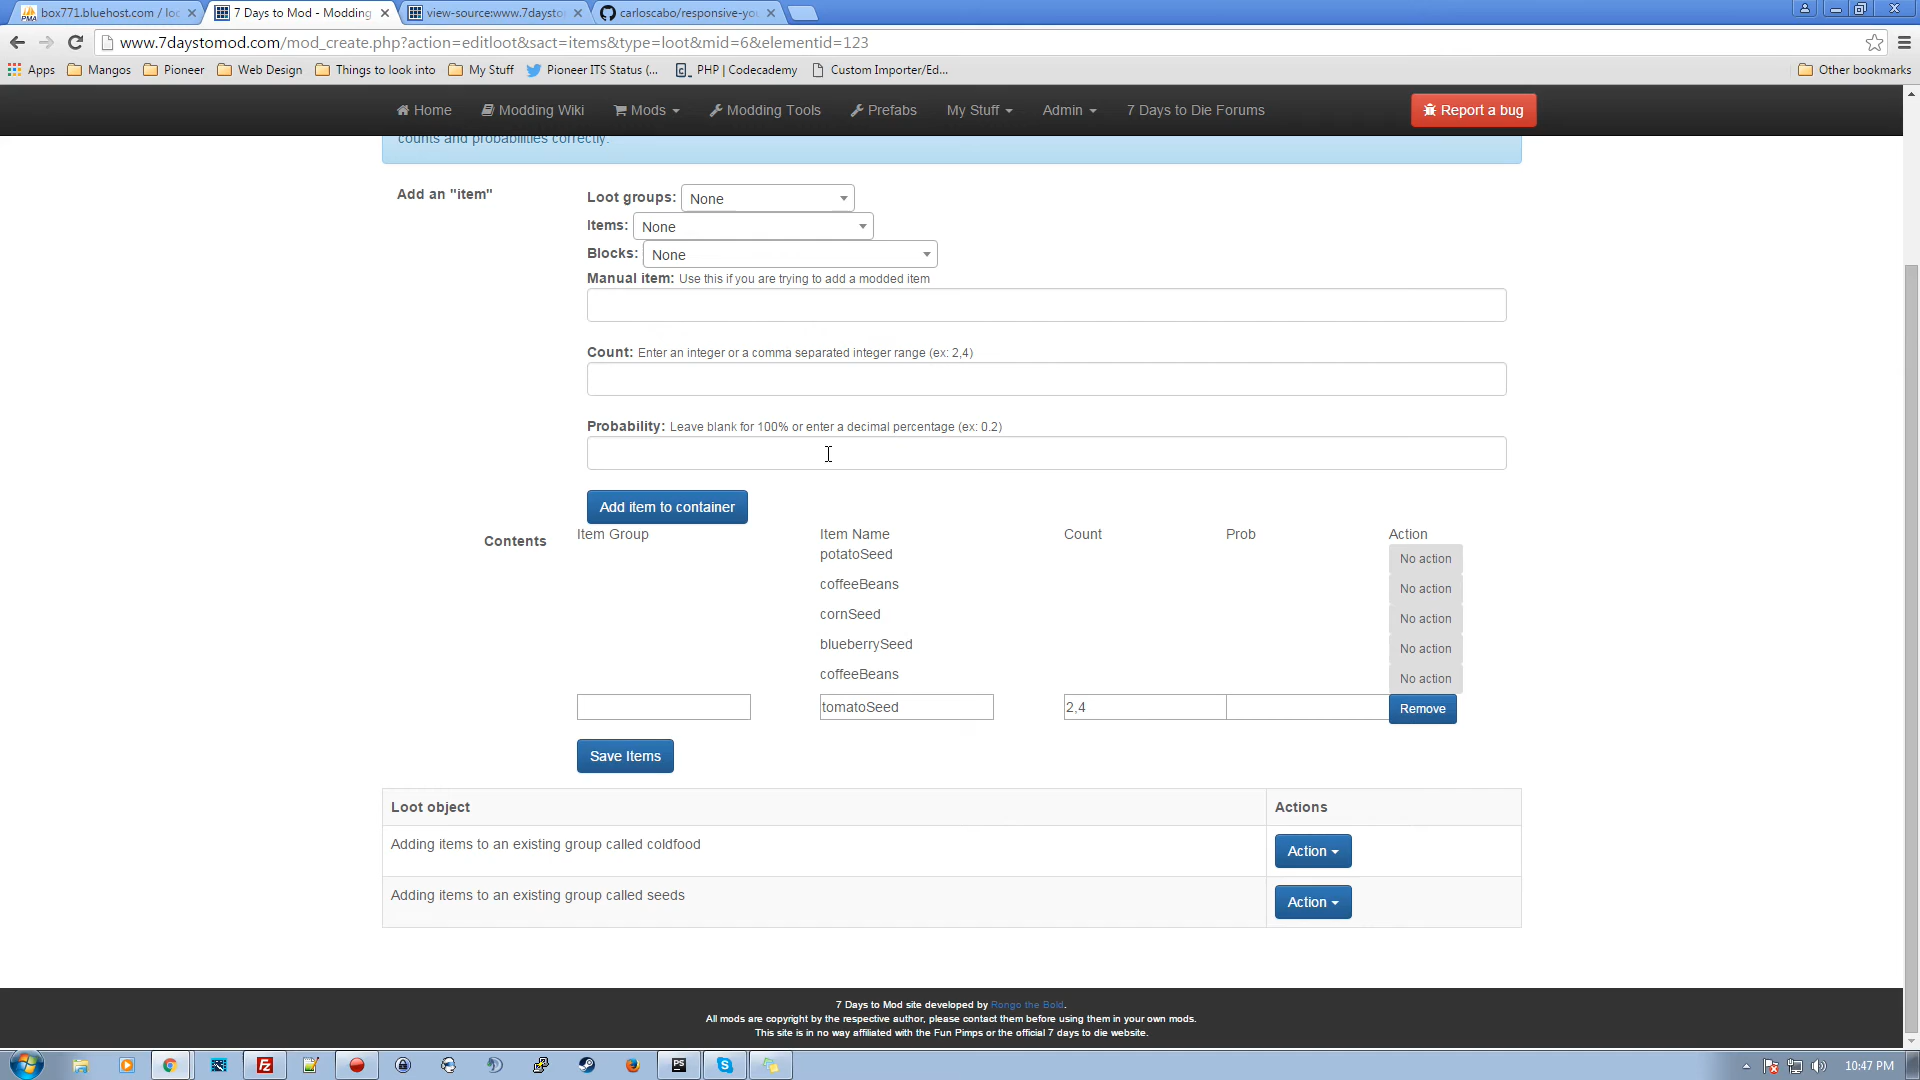 box771.bluehost.com / loc
7 Days to Mod - Modding
view-source:www.7daysto
carloscabo/responsive-yo
www.7daystomod.com/mod_create.php?action=editloot&sact=items&type=loot&mid=6&elementid=123
Apps Mangos Pioneer Web Design Things to look into My Stuff Pioneer ITS Status (... PHP | Codecademy Custom Importer/Ed... Other bookmarks
Home Modding Wiki Mods Modding Tools Prefabs My Stuff Admin 7 Days to Die Forums Report a bug
counts and probabilities correctly.
Add an "item"
Loot groups: None
Items: None
Blocks: None
Manual item: Use this if you are trying to add a modded item
Count: Enter an integer or a comma separated integer range (ex: 2,4)
Probability: Leave blank for 100% or enter a decimal percentage (ex: 0.2)
Add item to container
Contents
Item Group Item Name Count Prob Action
potatoSeed No action
coffeeBeans No action
cornSeed No action
blueberrySeed No action
coffeeBeans No action
tomatoSeed 2,4 Remove
Save Items
Loot object Actions
Adding items to an existing group called coldfood Action
Adding items to an existing group called seeds Action
7 Days to Mod site developed by Rongo the Bold.
All mods are copyright by the respective author, please contact them before using them in your own mods.
This site is in no way affiliated with the Fun Pimps or the official 7 days to die website.
10:47 PM